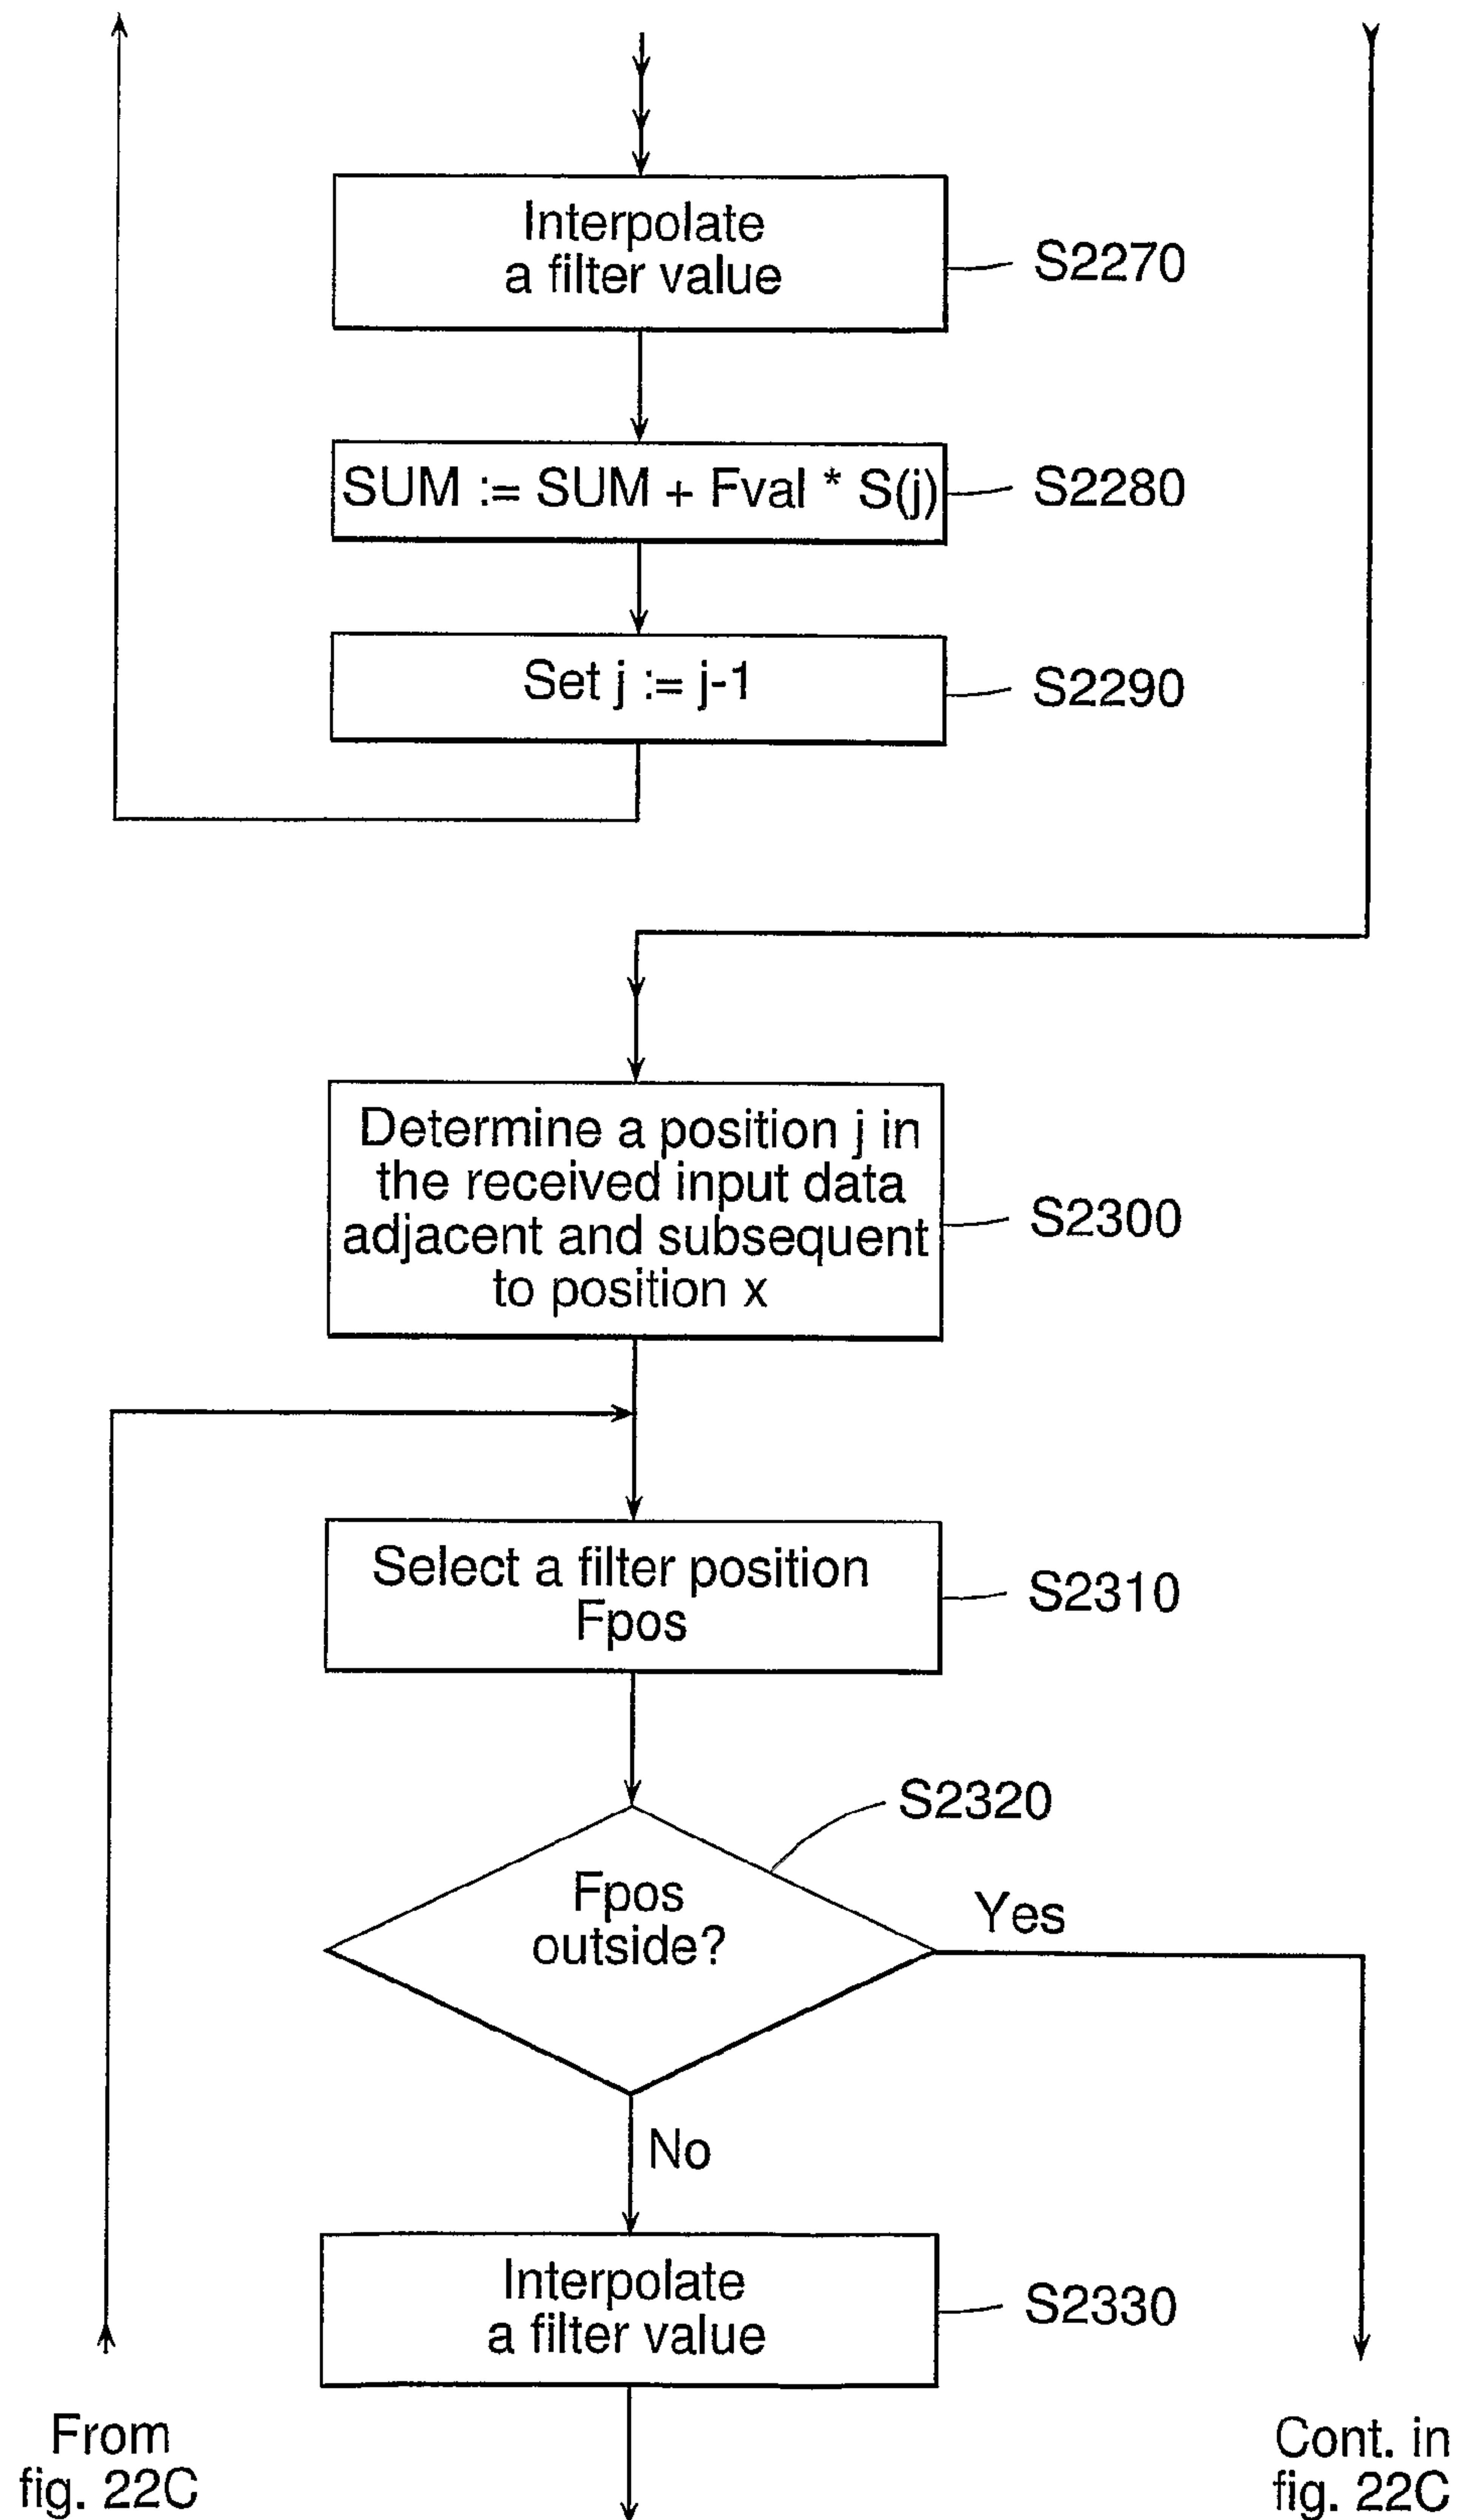 Interpolate
a filter value
S2270
SUM := SUM + Fval * S(j)
S2280
Set j := j-1
S2290
Determine a position j in
the received input data
adjacent and subsequent
to position x
S2300
Select a filter position
Fpos
S2310
S2320
Fpos
outside?
Yes
No
Interpolate
a filter value
S2330
From
fig. 22C
Cont. in
fig. 22C